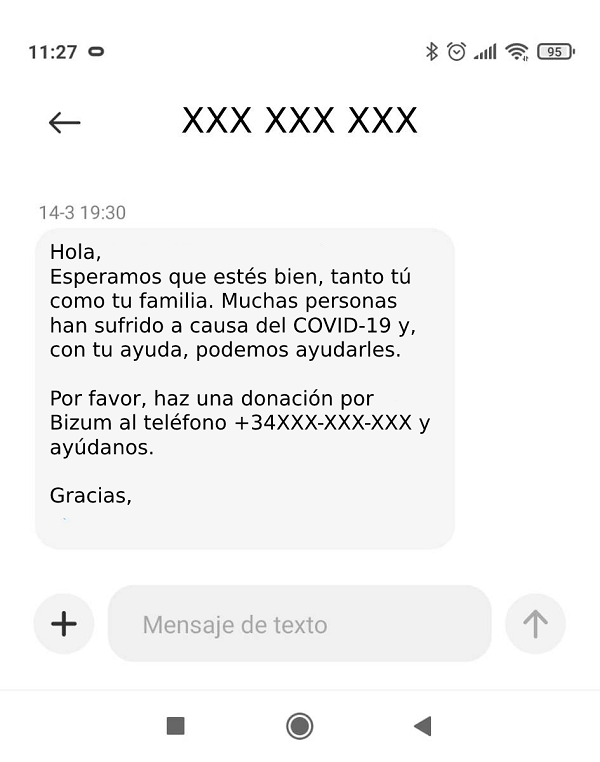 11:27
95
XXX XXX XXX
14-3 19:30
Hola,
Esperamos que estés bien, tanto tú
como tu familia. Muchas personas
han sufrido a causa del COVID-19 y,
con tu ayuda, podemos ayudarles.
Por favor, haz una donación por
Bizum al teléfono +34XXX-XXX-XXX y
ayúdanos.
Gracias,
Mensaje de texto